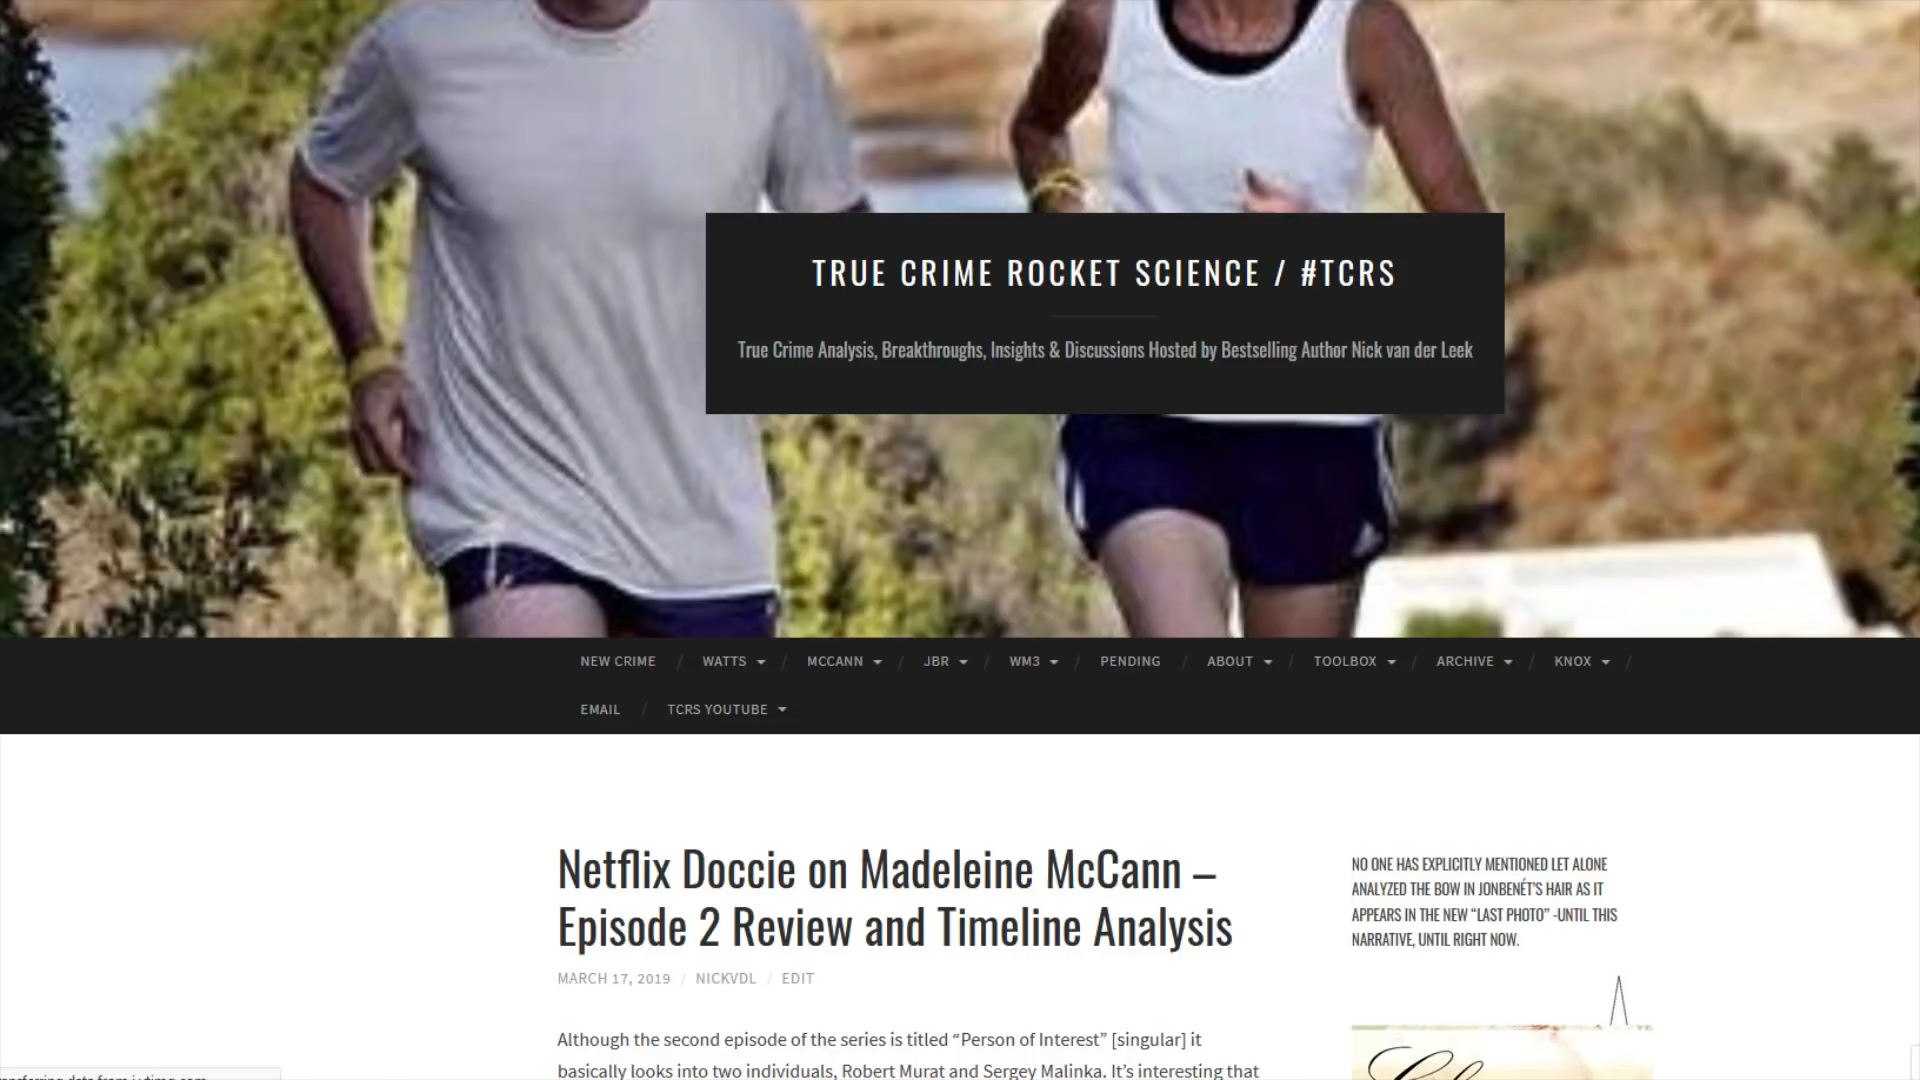 TRUE CRIME ROCKET SCIENCE / #TCRS
True Crime Analysis, Breakthroughs, Insights & Discussions Hosted by Bestselling Author Nick van der Leek
NEW CRIME / WATTS / MCCANN / JBR / WM3 / PENDING / ABOUT / TOOLBOX / ARCHIVE / KNOX /
EMAIL / TCRS YOUTUBE
Netflix Doccie on Madeleine McCann –
Episode 2 Review and Timeline Analysis
MARCH 17, 2019 / NICKVDL / EDIT
Although the second episode of the series is titled “Person of Interest” [singular] it
basically looks into two individuals, Robert Murat and Sergey Malinka. It’s interesting that
NO ONE HAS EXPLICITLY MENTIONED LET ALONE
ANALYZED THE BOW IN JONBENÉT’S HAIR AS IT
APPEARS IN THE NEW “LAST PHOTO” -UNTIL THIS
NARRATIVE, UNTIL RIGHT NOW.